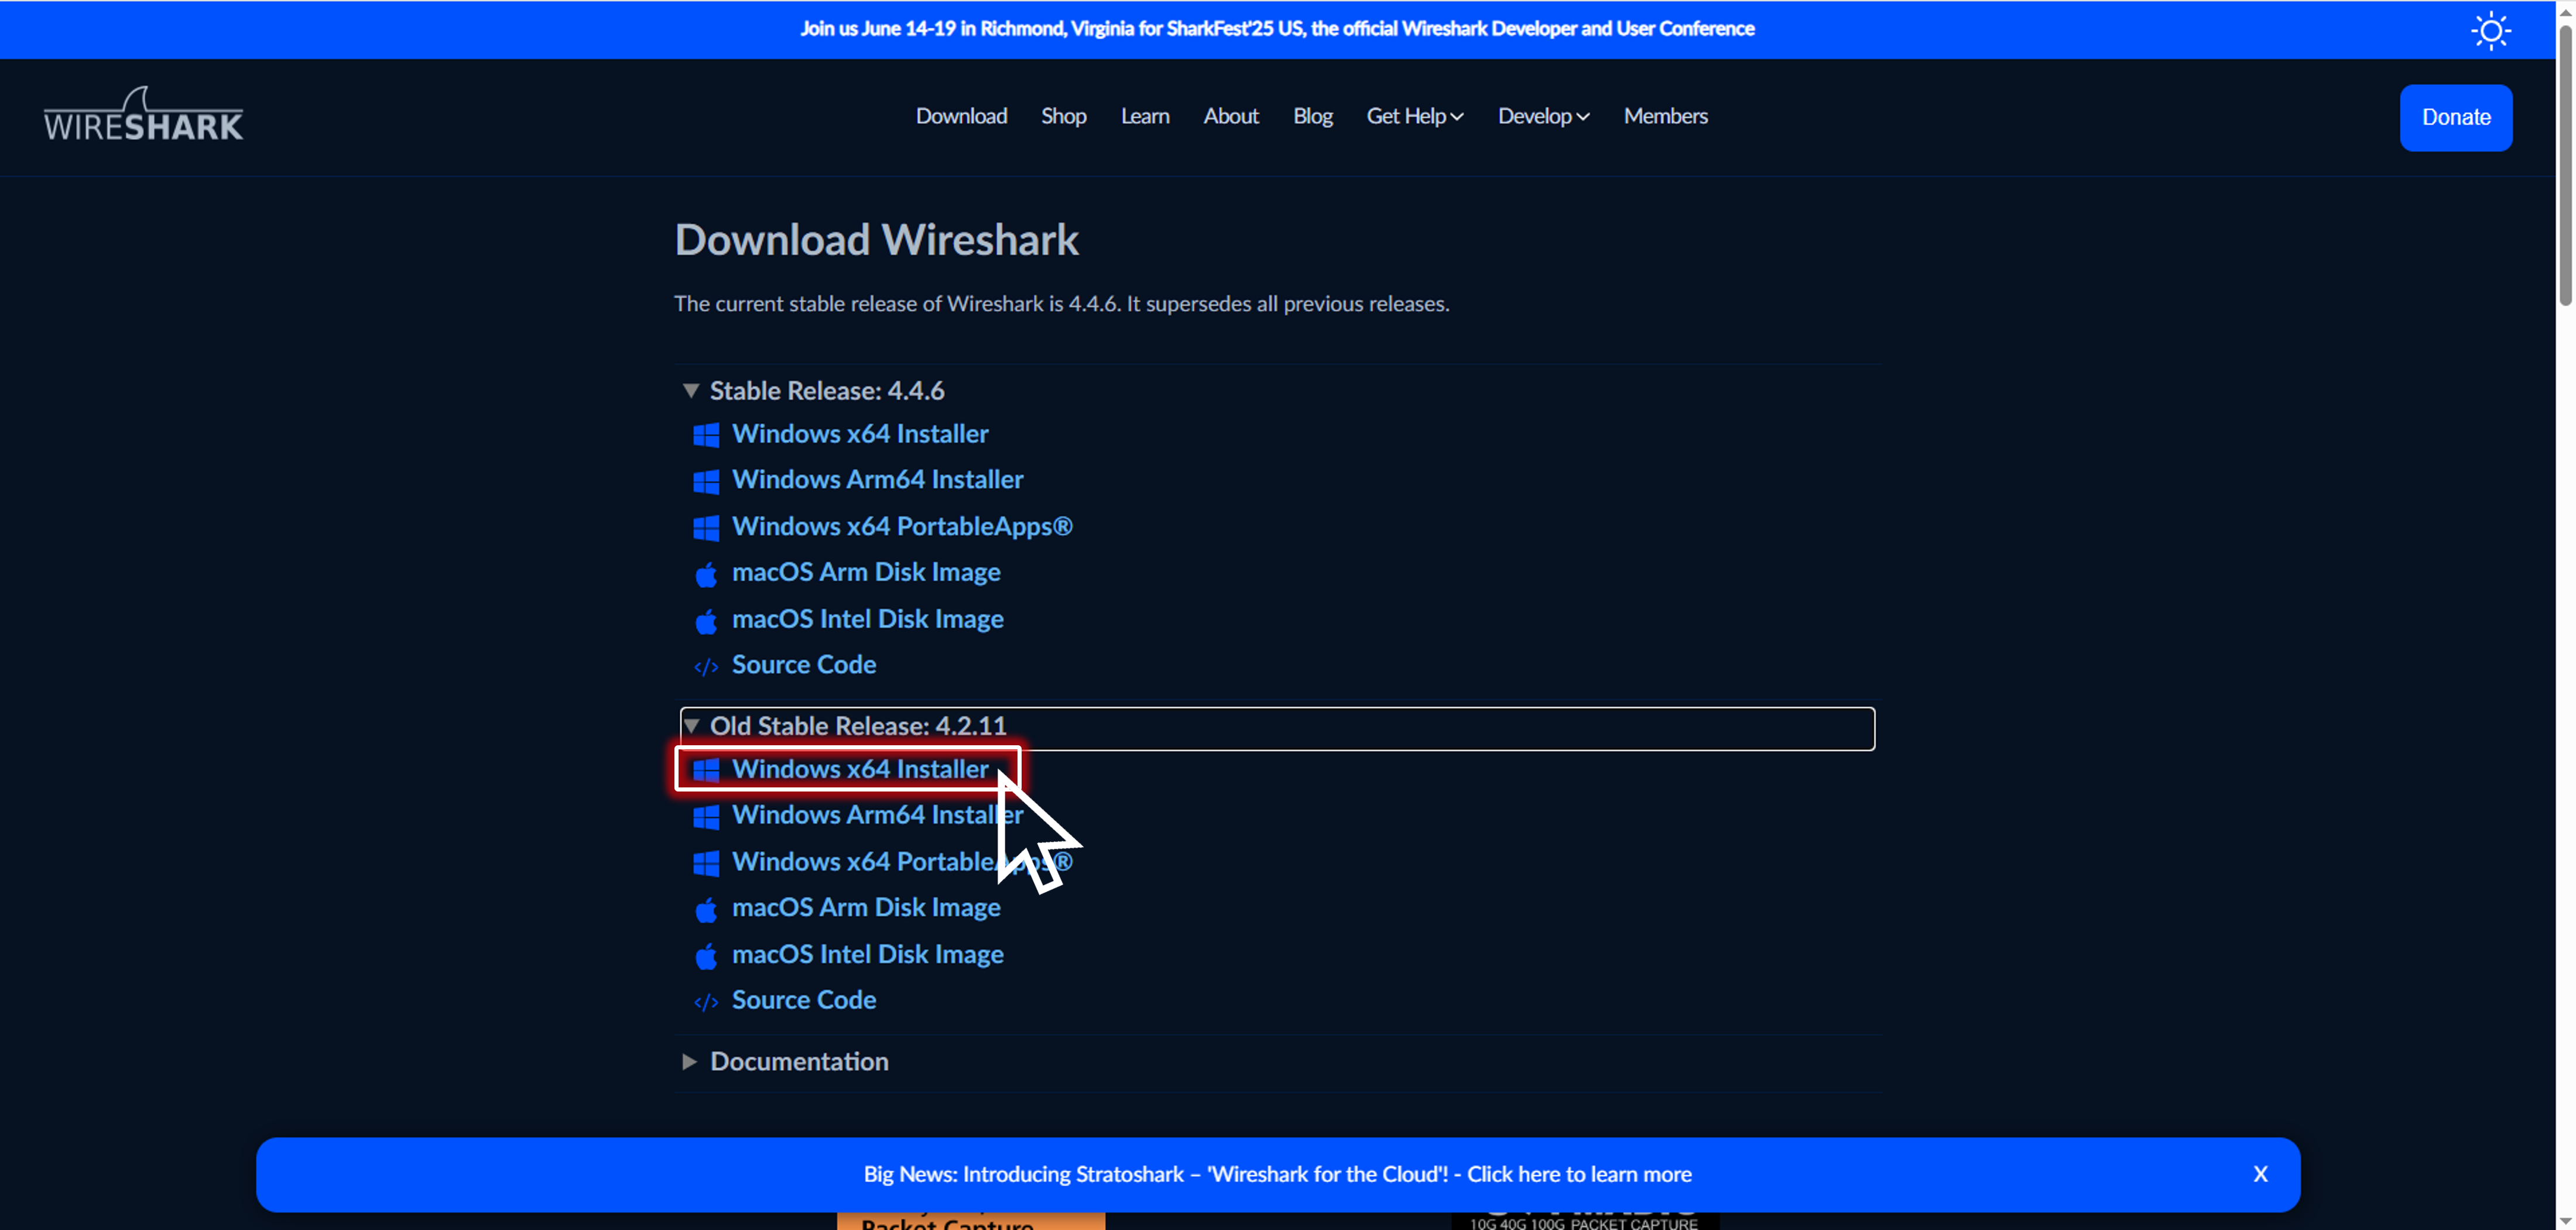 Join us June 14-19 in Richmond, Virginia for SharkFest'25 US, the official Wireshark Developer and User Conference
WIRESHARK
Download Shop Learn About Blog Get Help Develop Members
Donate
Download Wireshark
The current stable release of Wireshark is 4.4.6. It supersedes all previous releases.
Stable Release: 4.4.6
Windows x64 Installer
Windows Arm64 Installer
Windows x64 PortableApps®
macOS Arm Disk Image
macOS Intel Disk Image
</> Source Code
Old Stable Release: 4.2.11
Windows x64 Installer
Windows Arm64 Installer
Windows x64 PortableApps®
macOS Arm Disk Image
macOS Intel Disk Image
</> Source Code
Documentation
Big News: Introducing Stratoshark – 'Wireshark for the Cloud'! - Click here to learn more
X
Packet Capture
10G 40G 100G PACKET CAPTURE